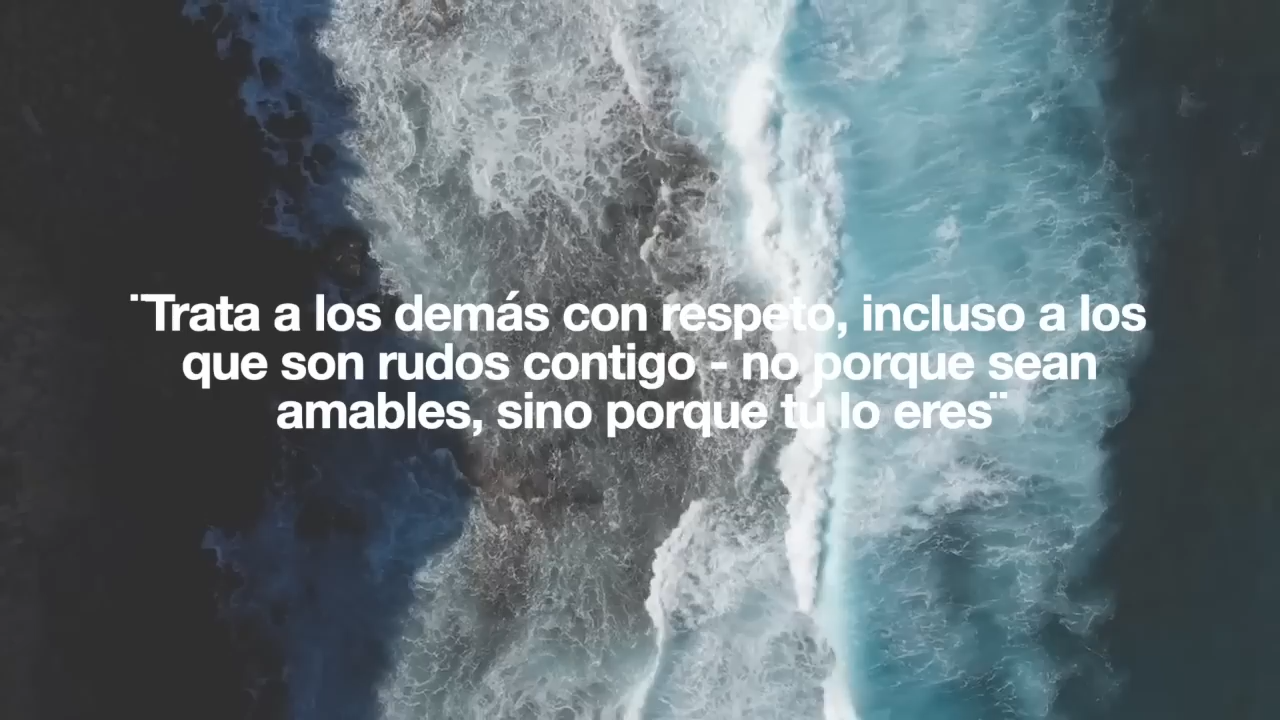 ¨Trata a los demás con respeto, incluso a los
que son rudos contigo - no porque sean
amables, sino porque tú lo eres¨